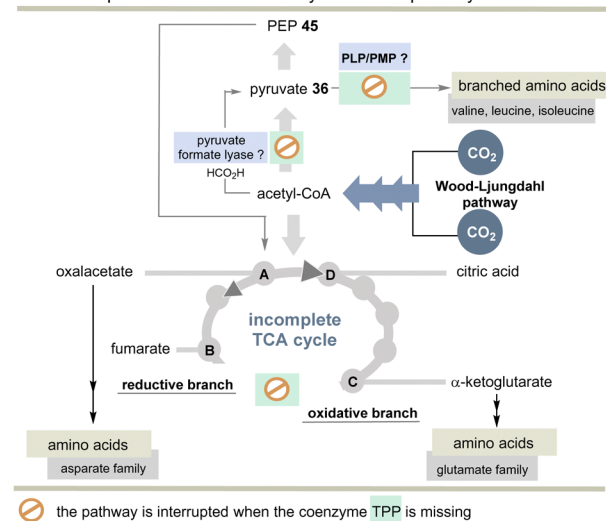 PEP 45
PLP/PMP ?
pyruvate 36
branched amino acids
valine, leucine, isoleucine
pyruvate
formate lyase ?
HCO2H
CO2
acetyl-CoA
Wood-Ljungdahl
pathway
CO2
oxalacetate
A
D
citric acid
incomplete
TCA cycle
fumarate
B
reductive branch
C
α-ketoglutarate
oxidative branch
amino acids
asparate family
amino acids
glutamate family
the pathway is interrupted when the coenzyme TPP is missing